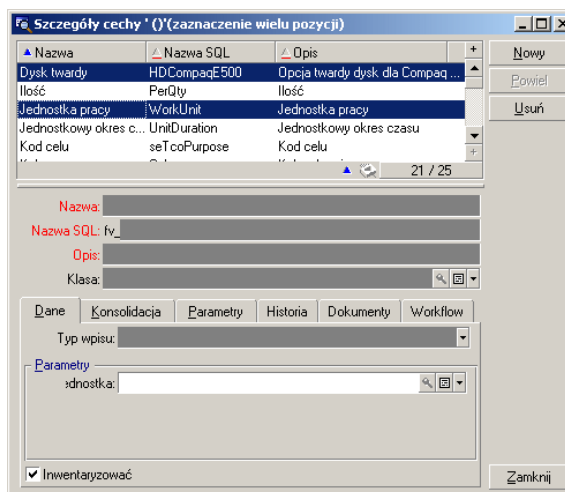 Szczegóły cechy ' ()'(zaznaczenie wielu pozycji)
Nazwa Nazwa SQL Opis
Dysk twardy HDCompaqE500 Opcja twardy dysk dla Compaq ...
Ilość PerQty Ilość
Jednostka pracy WorkUnit Jednostka pracy
Jednostkowy okres c... UnitDuration Jednostkowy okres czasu
Kod celu seTcoPurpose Kod celu
21 / 25
Nowy
Powiel
Usuń
Nazwa:
Nazwa SQL: fv_
Opis:
Klasa:
Dane Konsolidacja Parametry Historia Dokumenty Workflow
Typ wpisu:
Parametry
ednostka:
Inwentaryzować
Zamknij